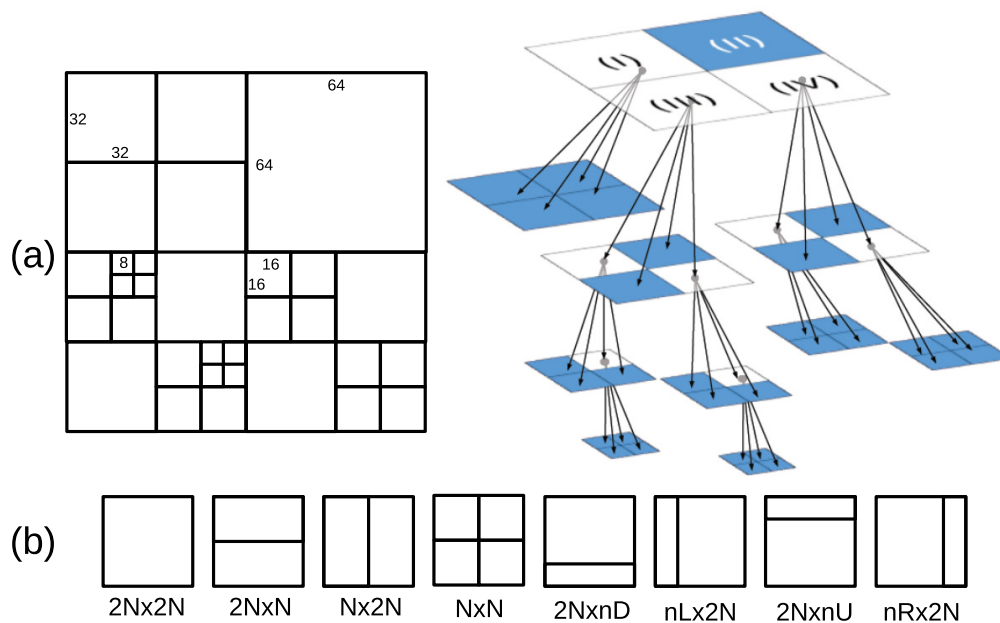 (a)
64
32
32
64
8
16
16
(I)
(II)
(III)
(IV)
(b)
2Nx2N
2NxN
Nx2N
NxN
2NxnD
nLx2N
2NxnU
nRx2N